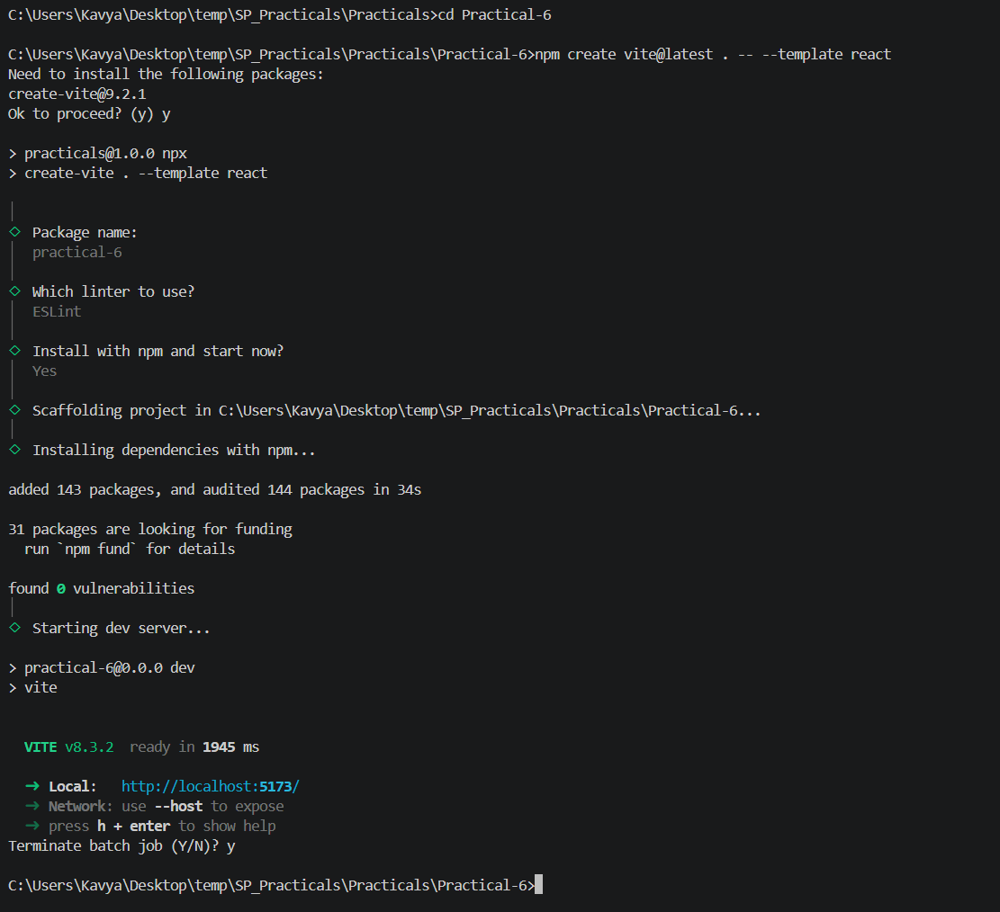 C:\Users\Kavya\Desktop\temp\SP_Practicals\Practicals>cd Practical-6
C:\Users\Kavya\Desktop\temp\SP_Practicals\Practicals\Practical-6>npm create vite@latest . -- --template react
Need to install the following packages:
create-vite@9.2.1
Ok to proceed? (y) y
> practicals@1.0.0 npx
> create-vite . --template react
Package name:
practical-6
Which linter to use?
ESLint
Install with npm and start now?
Yes
Scaffolding project in C:\Users\Kavya\Desktop\temp\SP_Practicals\Practicals\Practical-6...
Installing dependencies with npm...
added 143 packages, and audited 144 packages in 34s
31 packages are looking for funding
run `npm fund` for details
found 0 vulnerabilities
Starting dev server...
> practical-6@0.0.0 dev
> vite
VITE v8.3.2 ready in 1945 ms
➜ Local: http://localhost:5173/
➜ Network: use --host to expose
➜ press h + enter to show help
Terminate batch job (Y/N)? y
C:\Users\Kavya\Desktop\temp\SP_Practicals\Practicals\Practical-6>